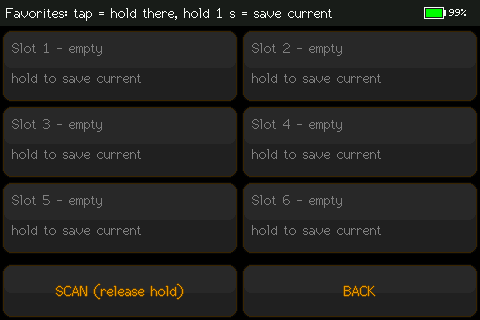 Favorites: tap = hold there, hold 1 s = save current 99%
Slot 1 - empty
hold to save current
Slot 2 - empty
hold to save current
Slot 3 - empty
hold to save current
Slot 4 - empty
hold to save current
Slot 5 - empty
hold to save current
Slot 6 - empty
hold to save current
SCAN (release hold)
BACK